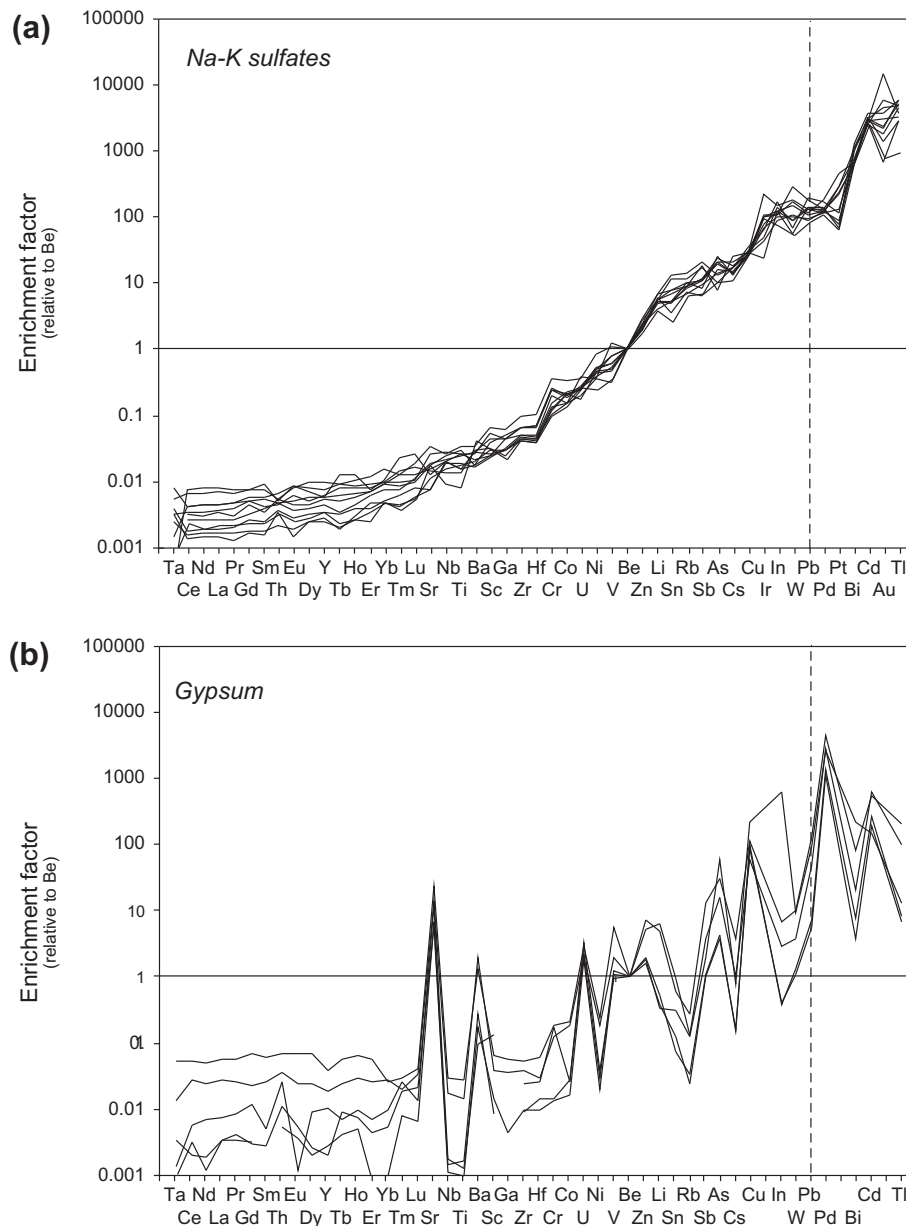 (a)
Na-K sulfates
100000
10000
1000
100
10
1
0.1
0.01
0.001
Enrichment factor
(relative to Be)
Ta Nd Pr Sm Eu Y Ho Yb Lu Nb Ba Ga Hf Co Ni Be Li Rb As Cu In Pb Pt Cd Tl
Ce La Gd Th Dy Tb Er Tm Sr Ti Sc Zr Cr U V Zn Sn Sb Cs Ir W Pd Bi Au
(b)
Gypsum
100000
10000
1000
100
10
1
0.1
0.01
0.001
Enrichment factor
(relative to Be)
Ta Nd Pr Sm Eu Y Ho Yb Lu Nb Ba Ga Hf Co Ni Be Li Rb As Cu In Pb Cd Tl
Ce La Gd Th Dy Tb Er Tm Sr Ti Sc Zr Cr U V Zn Sn Sb Cs W Pd Bi